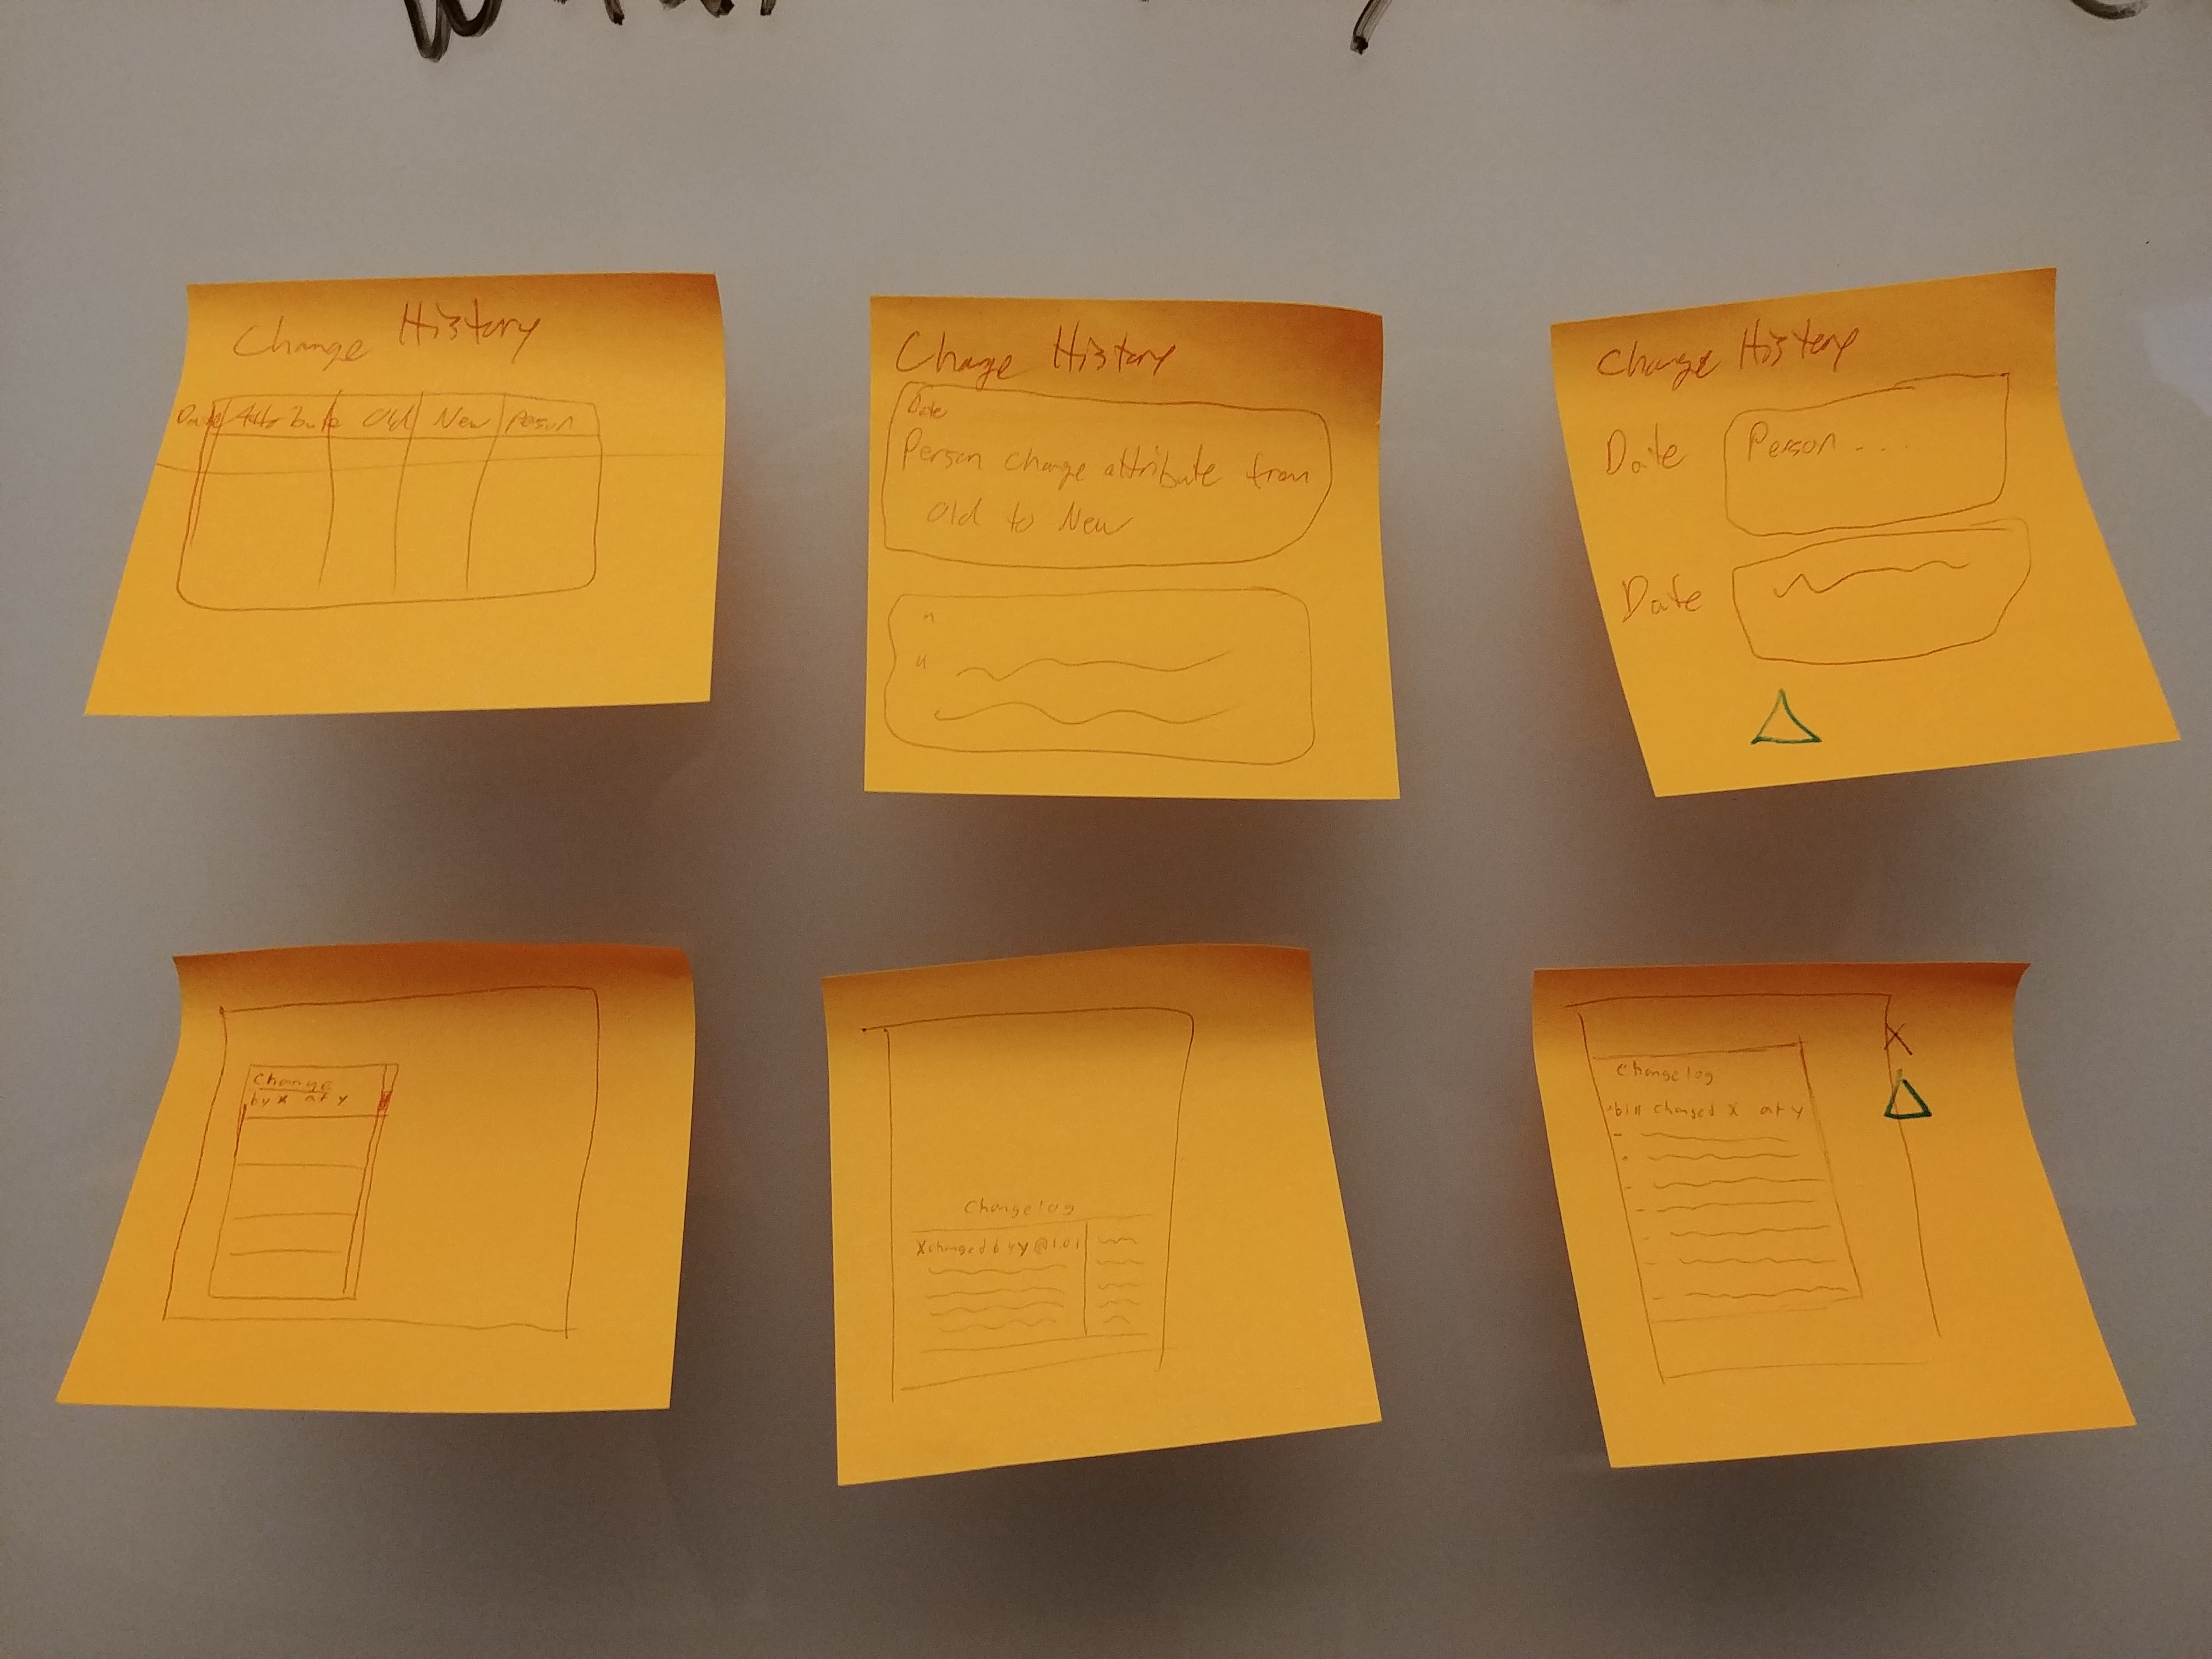 Change History
Date Attribute Old New Person
Change History
Date
Person change attribute from
Old to New
"
"
Change History
Date Person ...
Date
Change
by x at y
Changelog
X changed by y @ 1.01
X
Changelog
bill changed X at y